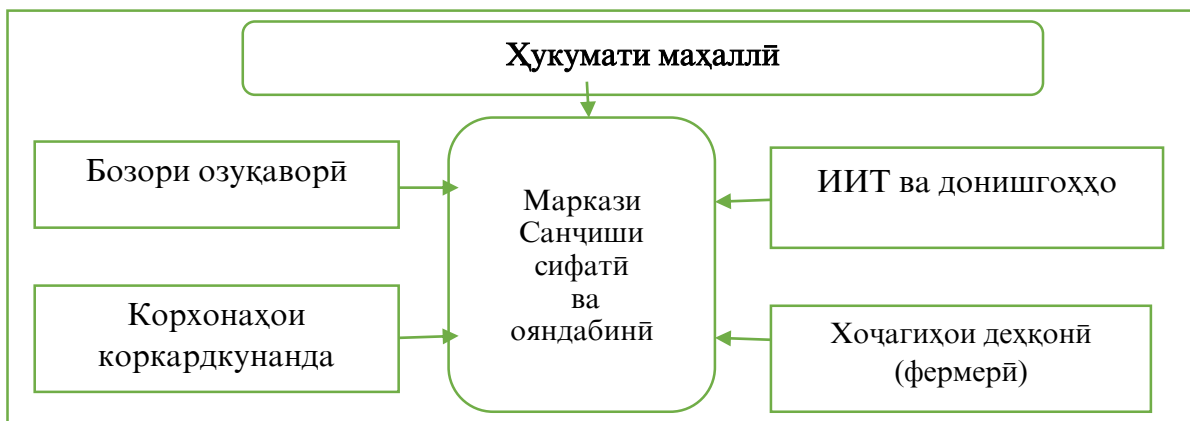 Ҳукумати маҳаллӣ
Бозори озуқаворӣ
Корхонаҳои
коркардкунанда
Маркази
Санҷиши
сифатӣ
ва
ояндабинӣ
ИИТ ва донишгоҳҳо
Хоҷагиҳои деҳқонӣ
(фермерӣ)